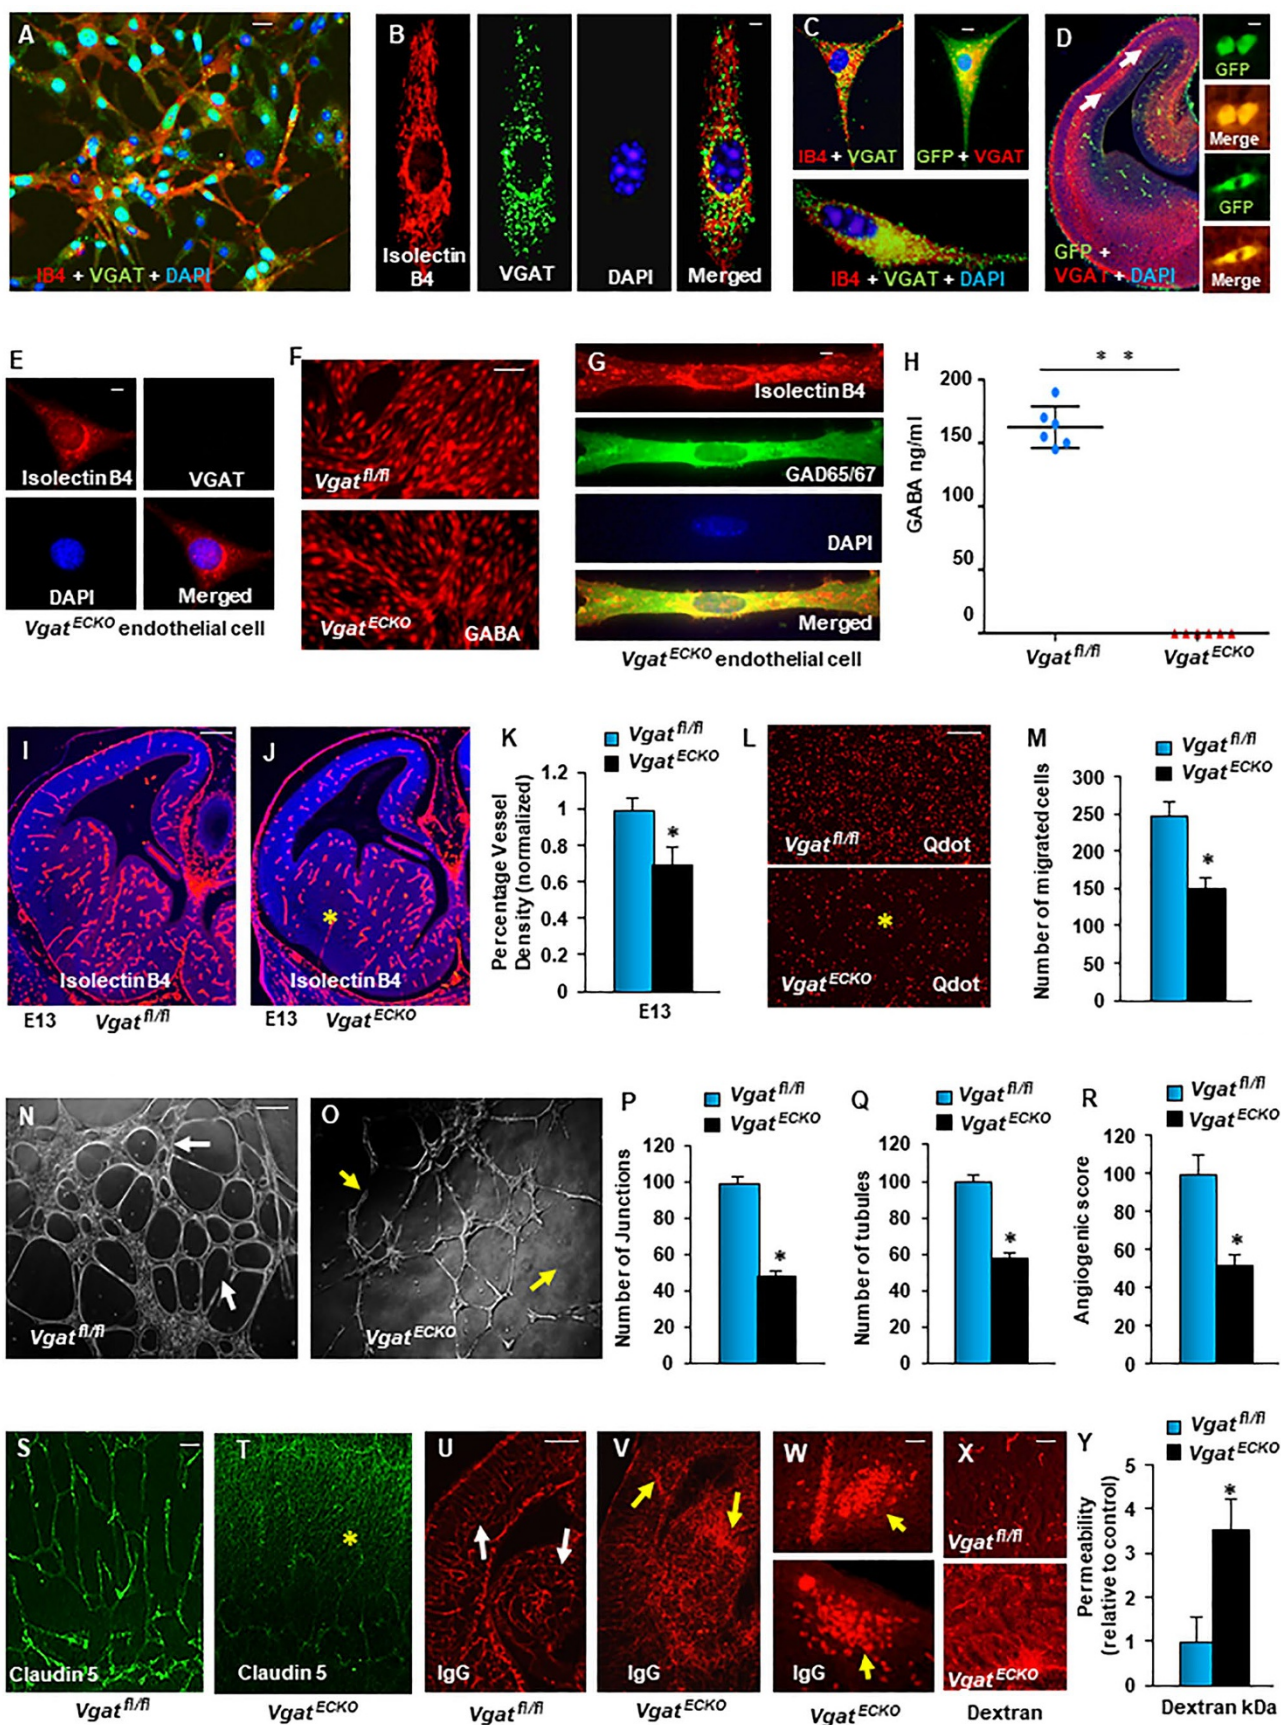 A
IB4 + VGAT + DAPI
B
Isolectin
B4
VGAT
DAPI
Merged
C
IB4 + VGAT
GFP + VGAT
IB4 + VGAT + DAPI
D
GFP +
VGAT + DAPI
GFP
Merge
GFP
Merge
E
Isolectin B4
VGAT
DAPI
Merged
Vgat ECKO endothelial cell
F
Vgat fl/fl
Vgat ECKO
GABA
G
Isolectin B4
GAD65/67
DAPI
Merged
Vgat ECKO endothelial cell
H
* *
GABA ng/ml
200
150
100
50
0
Vgat fl/fl
Vgat ECKO
I
Isolectin B4
E13 Vgat fl/fl
J
*
Isolectin B4
E13 Vgat ECKO
K
Vgat fl/fl
Vgat ECKO
Percentage Vessel
Density (normalized)
1.2
1
0.8
0.6
0.4
0.2
0
*
E13
L
Vgat fl/fl
Qdot
*
Vgat ECKO
Qdot
M
Vgat fl/fl
Vgat ECKO
Number of migrated cells
300
250
200
150
100
50
0
*
N
Vgat fl/fl
O
Vgat ECKO
P
Vgat fl/fl
Vgat ECKO
Number of Junctions
120
100
80
60
40
20
0
*
Q
Vgat fl/fl
Vgat ECKO
Number of tubules
120
100
80
60
40
20
0
*
R
Vgat fl/fl
Vgat ECKO
Angiogenic score
120
100
80
60
40
20
0
*
S
Claudin 5
Vgat fl/fl
T
*
Claudin 5
Vgat ECKO
U
IgG
Vgat fl/fl
V
IgG
Vgat ECKO
W
IgG
Vgat ECKO
X
Vgat fl/fl
Vgat ECKO
Dextran
Y
Vgat fl/fl
Vgat ECKO
Permeability
(relative to control)
5
4
3
2
1
0
*
Dextran kDa